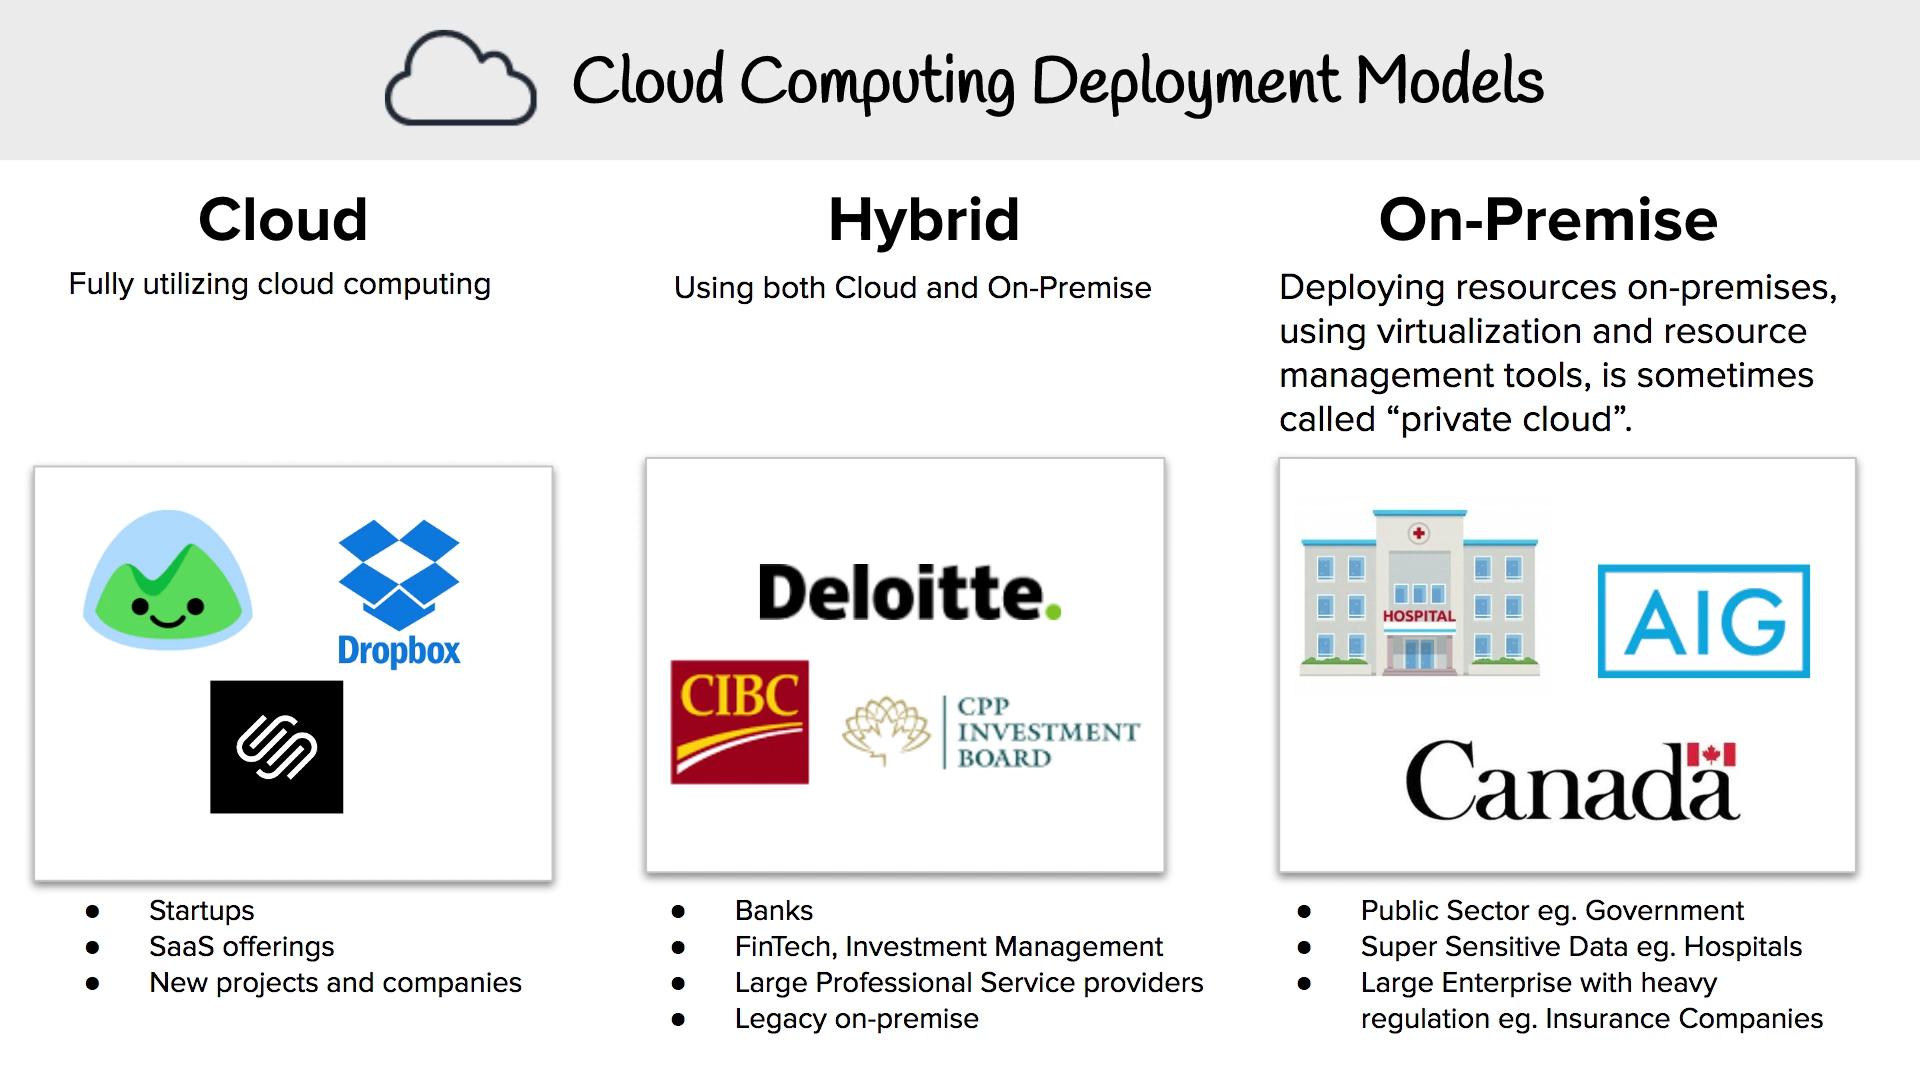 Cloud Computing Deployment Models
Cloud
Fully utilizing cloud computing
Dropbox
Startups
SaaS offerings
New projects and companies
Hybrid
Using both Cloud and On-Premise
Deloitte.
CIBC
CPP
INVESTMENT
BOARD
Banks
FinTech, Investment Management
Large Professional Service providers
Legacy on-premise
On-Premise
Deploying resources on-premises,
using virtualization and resource
management tools, is sometimes
called “private cloud”.
HOSPITAL
AIG
Canada
Public Sector eg. Government
Super Sensitive Data eg. Hospitals
Large Enterprise with heavy
regulation eg. Insurance Companies